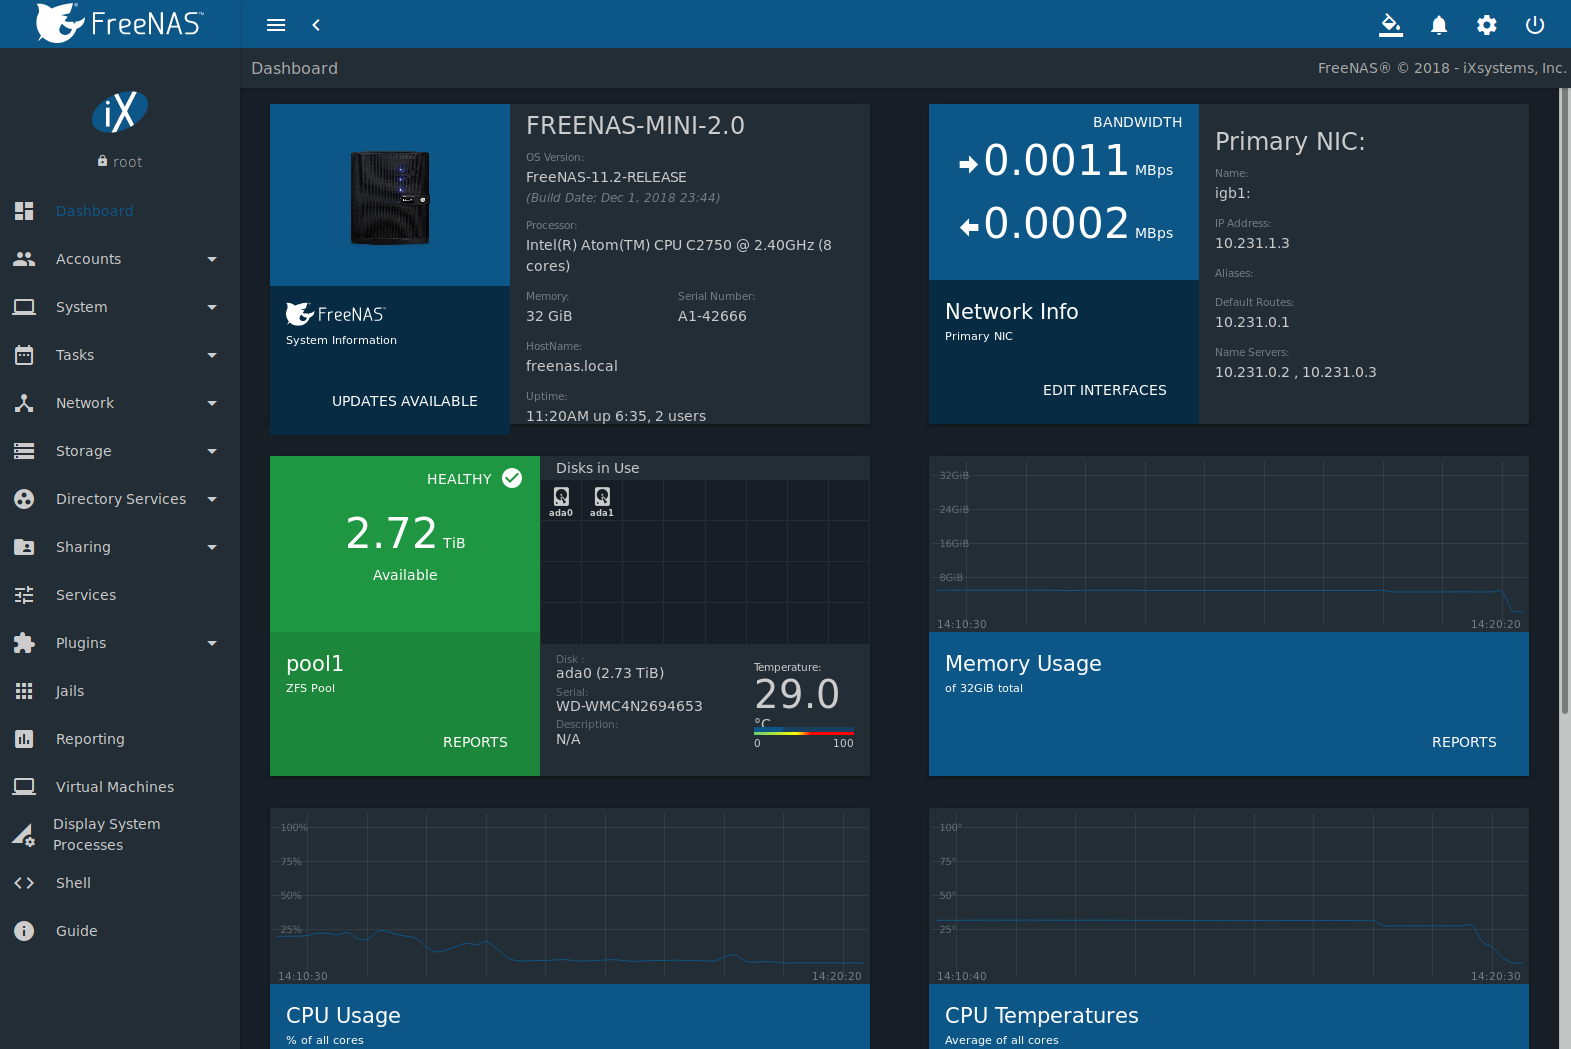 FreeNAS™
Dashboard
FreeNAS® © 2018 - iXsystems, Inc.
iX
root
Dashboard
Accounts
System
Tasks
Network
Storage
Directory Services
Sharing
Services
Plugins
Jails
Reporting
Virtual Machines
Display System
Processes
Shell
Guide
FreeNAS
System Information
UPDATES AVAILABLE
FREENAS-MINI-2.0
OS Version:
FreeNAS-11.2-RELEASE
(Build Date: Dec 1, 2018 23:44)
Processor:
Intel(R) Atom(TM) CPU C2750 @ 2.40GHz (8
cores)
Memory: Serial Number:
32 GiB A1-42666
HostName:
freenas.local
Uptime:
11:20AM up 6:35, 2 users
BANDWIDTH
0.0011 MBps
0.0002 MBps
Network Info
Primary NIC
EDIT INTERFACES
Primary NIC:
Name:
igb1:
IP Address:
10.231.1.3
Aliases:
Default Routes:
10.231.0.1
Name Servers:
10.231.0.2 , 10.231.0.3
HEALTHY
2.72 TiB
Available
pool1
ZFS Pool
REPORTS
Disks in Use
ada0 ada1
Disk :
ada0 (2.73 TiB)
Serial:
WD-WMC4N2694653
Description:
N/A
Temperature:
29.0
°C
0 100
32GiB
24GiB
16GiB
8GiB
14:10:30 14:20:20
Memory Usage
of 32GiB total
REPORTS
100%
75%
50%
25%
14:10:30 14:20:20
CPU Usage
% of all cores
100°
75°
50°
25°
14:10:40 14:20:30
CPU Temperatures
Average of all cores